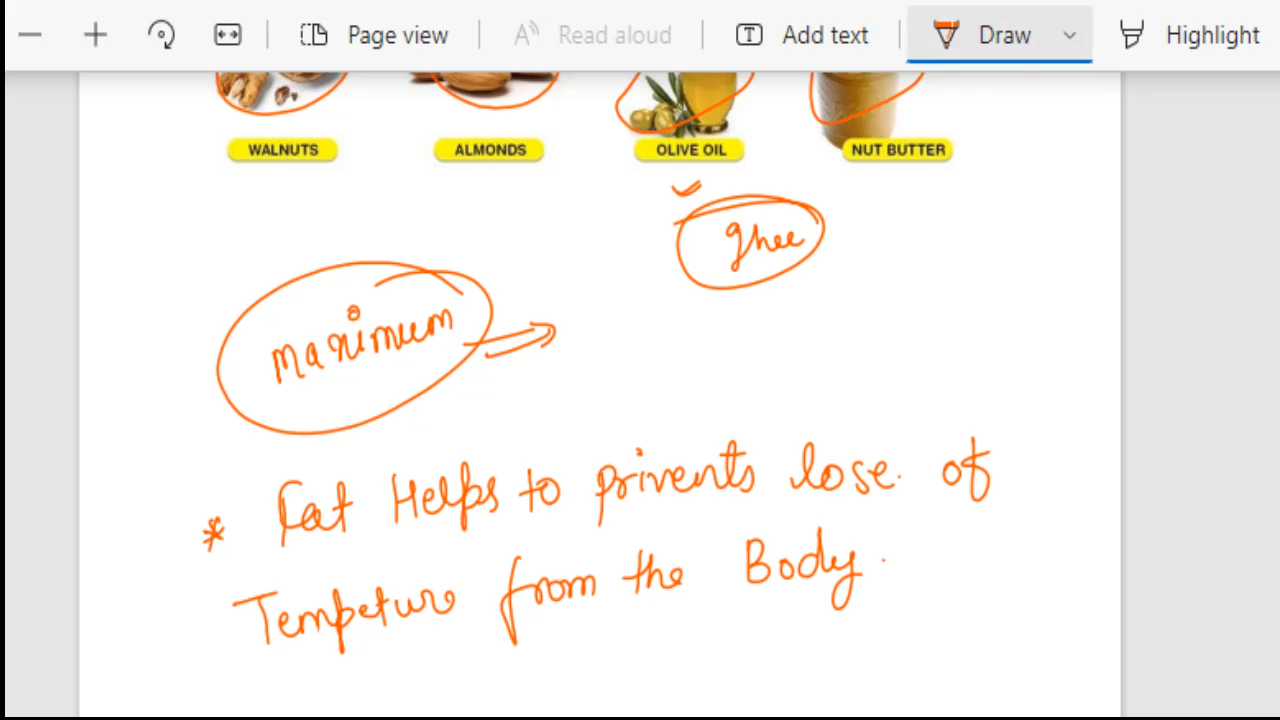 Page view
Read aloud
Add text
Draw
Highlight
WALNUTS ALMONDS OLIVE OIL NUT BUTTER
ghee
maximum
* Fat Helps to privents lose. of
Tempeture from the Body.